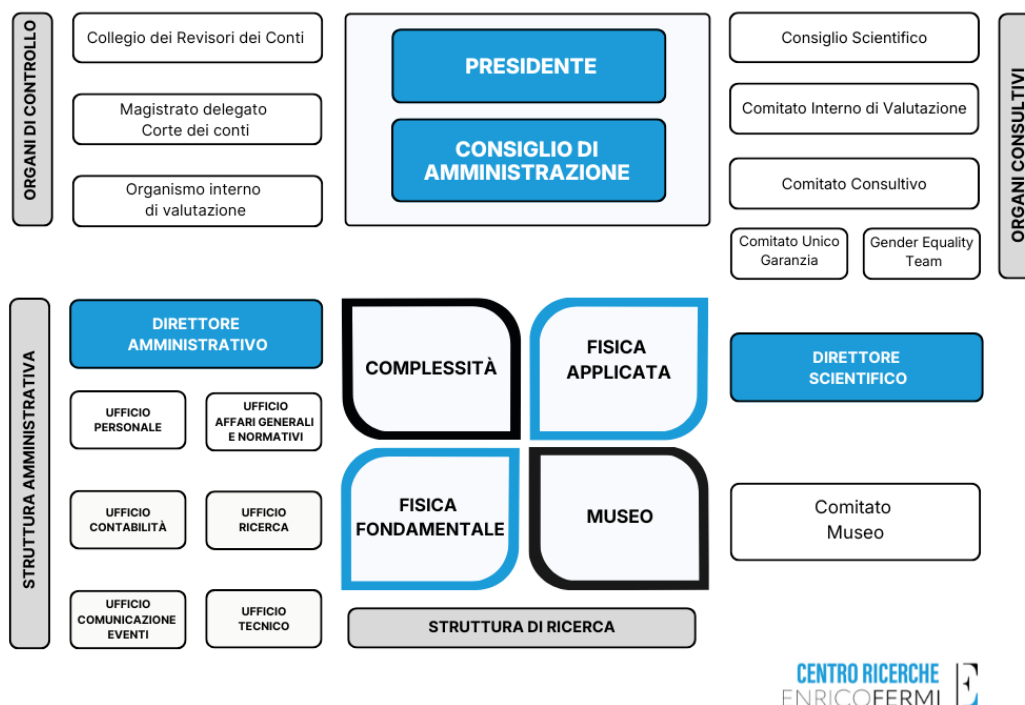 ORGANI DI CONTROLLO
Collegio dei Revisori dei Conti
Magistrato delegato
Corte dei conti
Organismo interno
di valutazione
PRESIDENTE
CONSIGLIO DI
AMMINISTRAZIONE
Consiglio Scientifico
Comitato Interno di Valutazione
Comitato Consultivo
Comitato Unico
Garanzia
Gender Equality
Team
ORGANI CONSULTIVI
STRUTTURA AMMINISTRATIVA
DIRETTORE
AMMINISTRATIVO
UFFICIO
PERSONALE
UFFICIO
AFFARI GENERALI
E NORMATIVI
UFFICIO
CONTABILITÀ
UFFICIO
RICERCA
UFFICIO
COMUNICAZIONE
EVENTI
UFFICIO
TECNICO
COMPLESSITÀ
FISICA
APPLICATA
FISICA
FONDAMENTALE
MUSEO
STRUTTURA DI RICERCA
DIRETTORE
SCIENTIFICO
Comitato
Museo
CENTRO RICERCHE
ENRICOFERMI